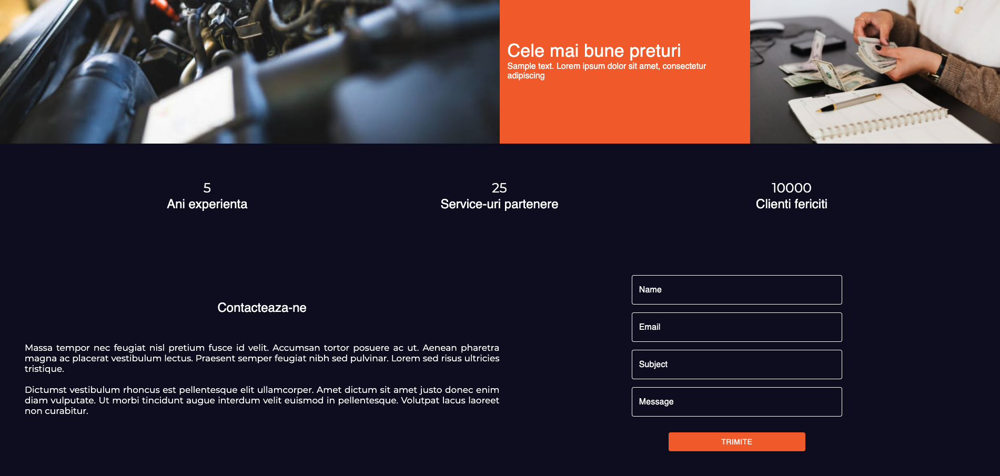 Cele mai bune preturi
Sample text. Lorem ipsum dolor sit amet, consectetur
adipiscing
5
Ani experienta
25
Service-uri partenere
10000
Clienti fericiti
Contacteaza-ne
Massa tempor nec feugiat nisl pretium fusce id velit. Accumsan tortor posuere ac ut. Aenean pharetra
magna ac placerat vestibulum lectus. Praesent semper feugiat nibh sed pulvinar. Lorem sed risus ultricies
tristique.
Dictumst vestibulum rhoncus est pellentesque elit ullamcorper. Amet dictum sit amet justo donec enim
diam vulputate. Ut morbi tincidunt augue interdum velit euismod in pellentesque. Volutpat lacus laoreet
non curabitur.
Name
Email
Subject
Message
TRIMITE